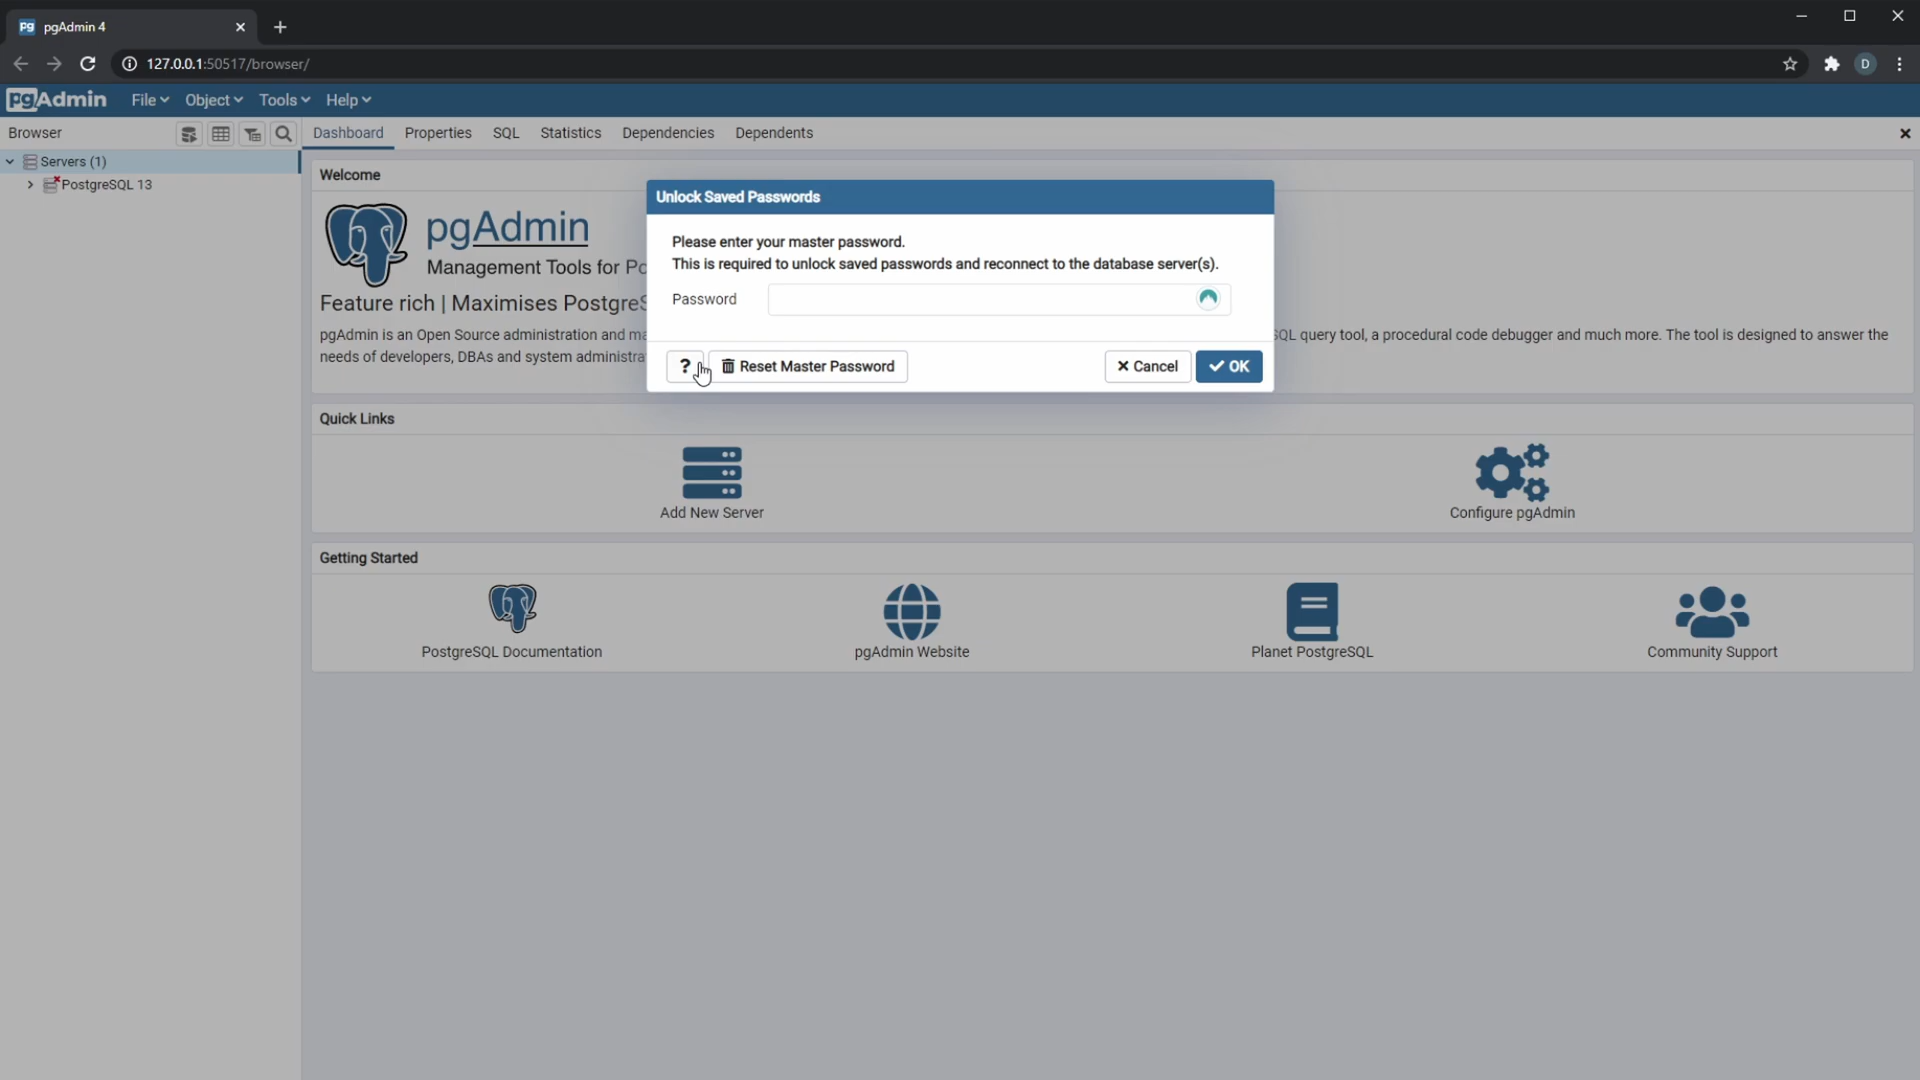 pgAdmin 4
127.0.0.1:50517/browser/
D
pgAdmin File Object Tools Help
Browser
Dashboard Properties SQL Statistics Dependencies Dependents
Servers (1)
PostgreSQL 13
Welcome
pgAdmin
Management Tools for Po
Feature rich | Maximises PostgreS
pgAdmin is an Open Source administration and ma
SQL query tool, a procedural code debugger and much more. The tool is designed to answer the
needs of developers, DBAs and system administra
Unlock Saved Passwords
Please enter your master password.
This is required to unlock saved passwords and reconnect to the database server(s).
Password
? Reset Master Password Cancel OK
Quick Links
Add New Server
Configure pgAdmin
Getting Started
PostgreSQL Documentation
pgAdmin Website
Planet PostgreSQL
Community Support